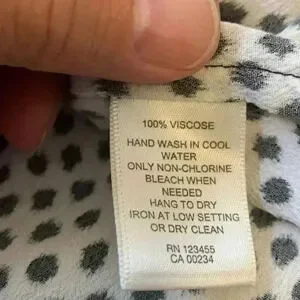 100% VISCOSE
HAND WASH IN COOL
WATER
ONLY NON-CHLORINE
BLEACH WHEN
NEEDED
HANG TO DRY
IRON AT LOW SETTING
OR DRY CLEAN
RN 123455
CA 00234